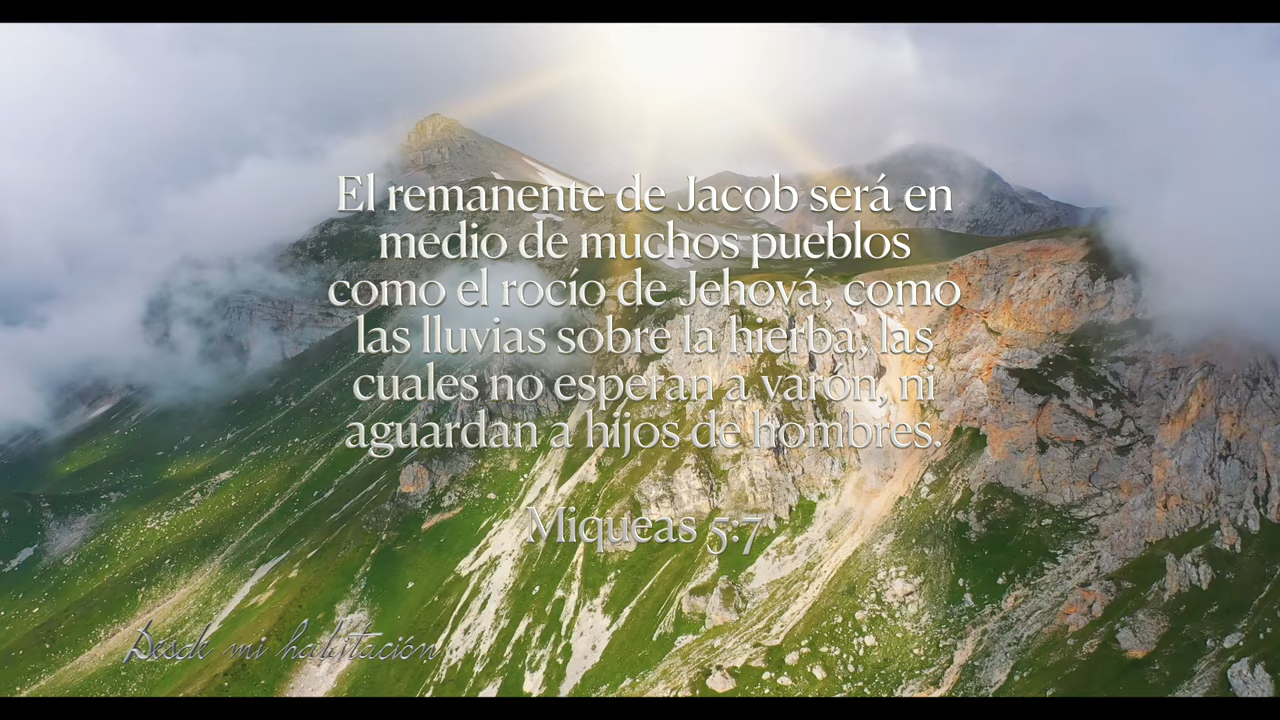 El remanente de Jacob será en
medio de muchos pueblos
como el rocío de Jehová, como
las lluvias sobre la hierba, las
cuales no esperan a varón, ni
aguardan a hijos de hombres.
Miqueas 5:7
Desde mi habitación